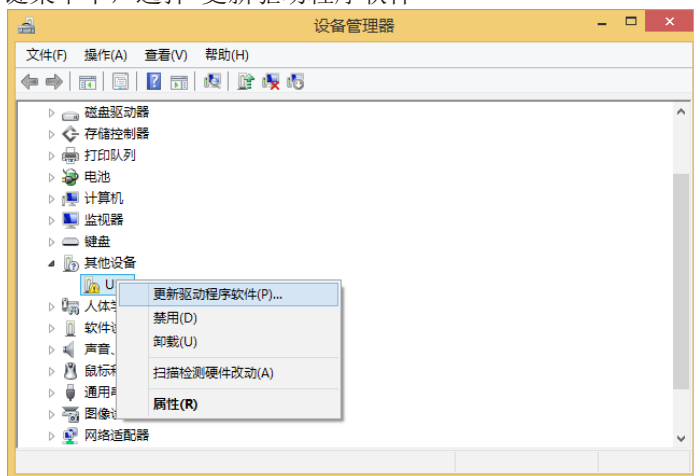 设备管理器
文件(F) 操作(A) 查看(V) 帮助(H)
磁盘驱动器
存储控制器
打印队列
电池
计算机
监视器
键盘
其他设备
U
更新驱动程序软件(P)...
人体
禁用(D)
软件
卸载(U)
声音、
鼠标
扫描检测硬件改动(A)
通用
属性(R)
图像
网络适配器